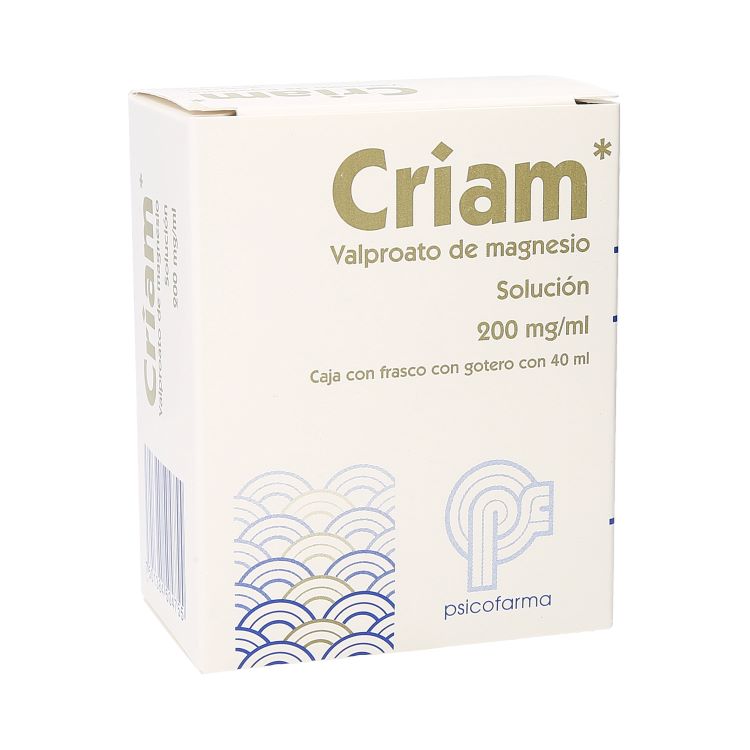 Criam*
Criam*
Valproato de magnesio
Solución
200 mg/ml
Caja con frasco con gotero con 40 ml
psicofarma
Criam*
Valproato de magnesio
Solución
200 mg/ml